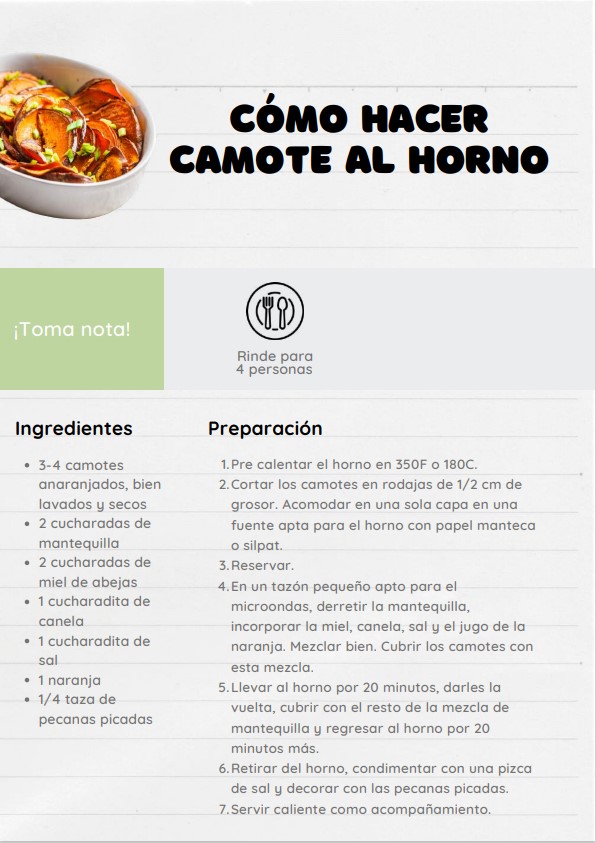 CÓMO HACER
CAMOTE AL HORNO
¡Toma nota!
Rinde para
4 personas
Ingredientes
• 3-4 camotes
anaranjados, bien
lavados y secos
• 2 cucharadas de
mantequilla
• 2 cucharadas de
miel de abejas
• 1 cucharadita de
canela
• 1 cucharadita de
sal
• 1 naranja
• 1/4 taza de
pecanas picadas
Preparación
1. Pre calentar el horno en 350F o 180C.
2. Cortar los camotes en rodajas de 1/2 cm de
grosor. Acomodar en una sola capa en una
fuente apta para el horno con papel manteca
o silpat.
3. Reservar.
4. En un tazón pequeño apto para el
microondas, derretir la mantequilla,
incorporar la miel, canela, sal y el jugo de la
naranja. Mezclar bien. Cubrir los camotes con
esta mezcla.
5. Llevar al horno por 20 minutos, darles la
vuelta, cubrir con el resto de la mezcla de
mantequilla y regresar al horno por 20
minutos más.
6. Retirar del horno, condimentar con una pizca
de sal y decorar con las pecanas picadas.
7. Servir caliente como acompañamiento.